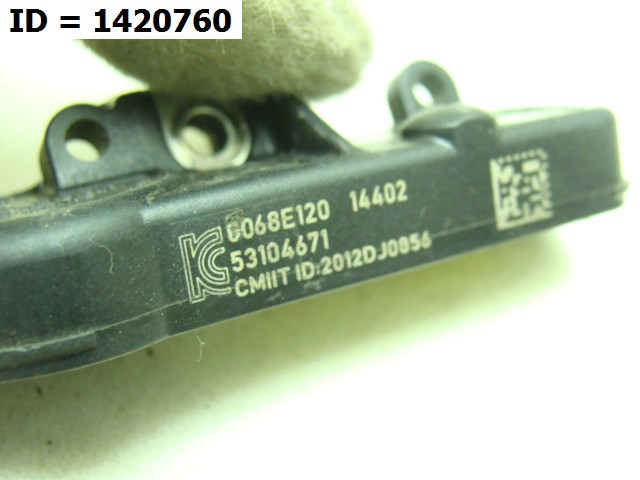 ID = 1420760
0068E120 14402
53104671
CMIIT ID:2012DJ0856